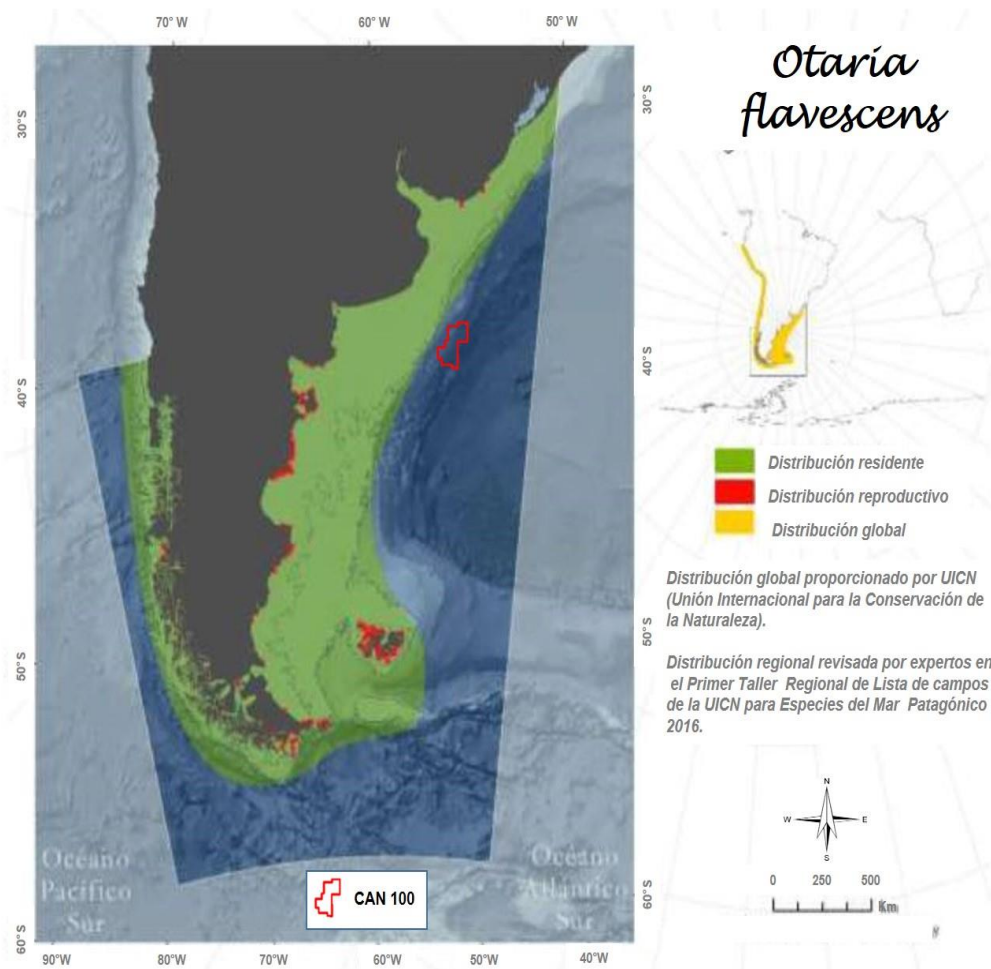 70° W 60° W 50° W
Otaria
flavescens
30°S
30°S
40°S
40°S
Distribución residente
Distribución reproductivo
Distribución global
Distribución global proporcionado por UICN
(Unión Internacional para la Conservación de
la Naturaleza).
50°S
50°S
Distribución regional revisada por expertos en
el Primer Taller Regional de Lista de campos
de la UICN para Especies del Mar Patagónico
2016.
N
W E
S
Océano
Pacífico
Sur
Océano
Atlántico
Sur
CAN 100
0 250 500
Km
60°S
60°S
90°W 80°W 70°W 60°W 50°W 40°W